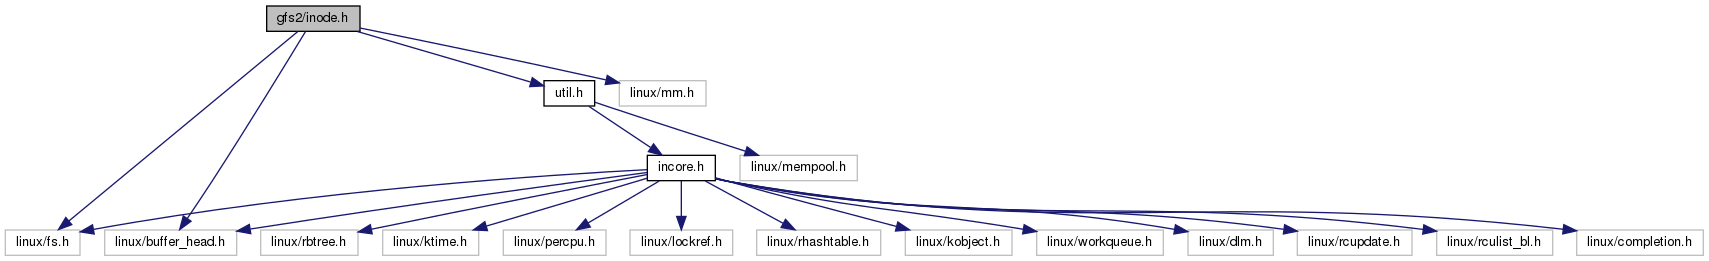 gfs2/inode.h
util.h
linux/mm.h
incore.h
linux/mempool.h
linux/fs.h
linux/buffer_head.h
linux/rbtree.h
linux/ktime.h
linux/percpu.h
linux/lockref.h
linux/rhashtable.h
linux/kobject.h
linux/workqueue.h
linux/dlm.h
linux/rcupdate.h
linux/rculist_bl.h
linux/completion.h